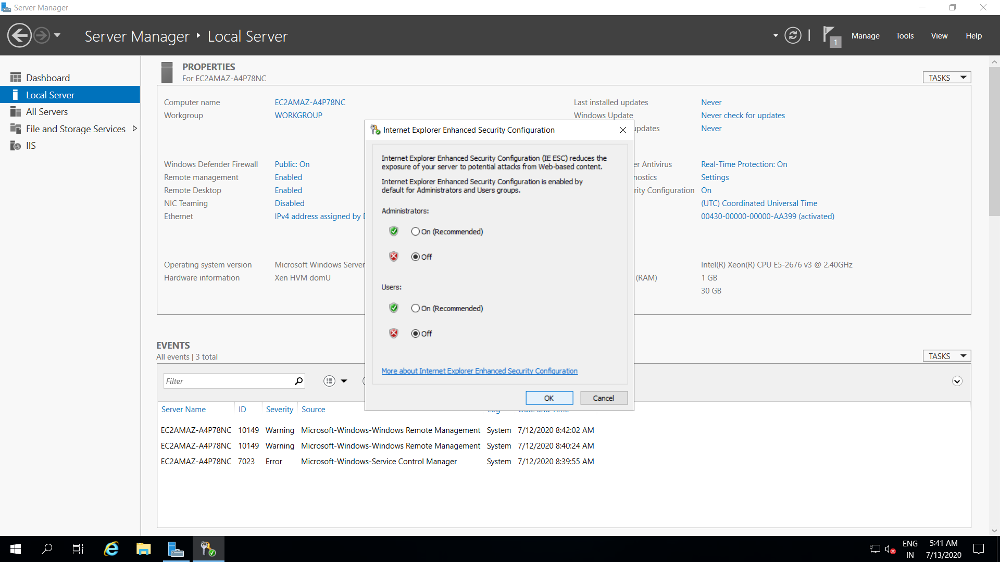 Server Manager
Server Manager ‣ Local Server
1
Manage
Tools
View
Help
Dashboard
Local Server
All Servers
File and Storage Services
IIS
PROPERTIES
For EC2AMAZ-A4P78NC
TASKS
Computer name EC2AMAZ-A4P78NC
Workgroup WORKGROUP
Last installed updates Never
Windows Update Never check for updates
updates Never
Windows Defender Firewall Public: On
Remote management Enabled
Remote Desktop Enabled
NIC Teaming Disabled
Ethernet IPv4 address assigned by
er Antivirus Real-Time Protection: On
nostics Settings
rity Configuration On
(UTC) Coordinated Universal Time
00430-00000-00000-AA399 (activated)
Operating system version Microsoft Windows Server
Hardware information Xen HVM domU
Intel(R) Xeon(R) CPU E5-2676 v3 @ 2.40GHz
(RAM) 1 GB
30 GB
Internet Explorer Enhanced Security Configuration
Internet Explorer Enhanced Security Configuration (IE ESC) reduces the
exposure of your server to potential attacks from Web-based content.
Internet Explorer Enhanced Security Configuration is enabled by
default for Administrators and Users groups.
Administrators:
On (Recommended)
Off
Users:
On (Recommended)
Off
More about Internet Explorer Enhanced Security Configuration
OK
Cancel
EVENTS
All events | 3 total
TASKS
Filter
Server Name ID Severity Source Log Date and Time
EC2AMAZ-A4P78NC 10149 Warning Microsoft-Windows-Windows Remote Management System 7/12/2020 8:42:02 AM
EC2AMAZ-A4P78NC 10149 Warning Microsoft-Windows-Windows Remote Management System 7/12/2020 8:40:24 AM
EC2AMAZ-A4P78NC 7023 Error Microsoft-Windows-Service Control Manager System 7/12/2020 8:39:55 AM
ENG
IN
5:41 AM
7/13/2020